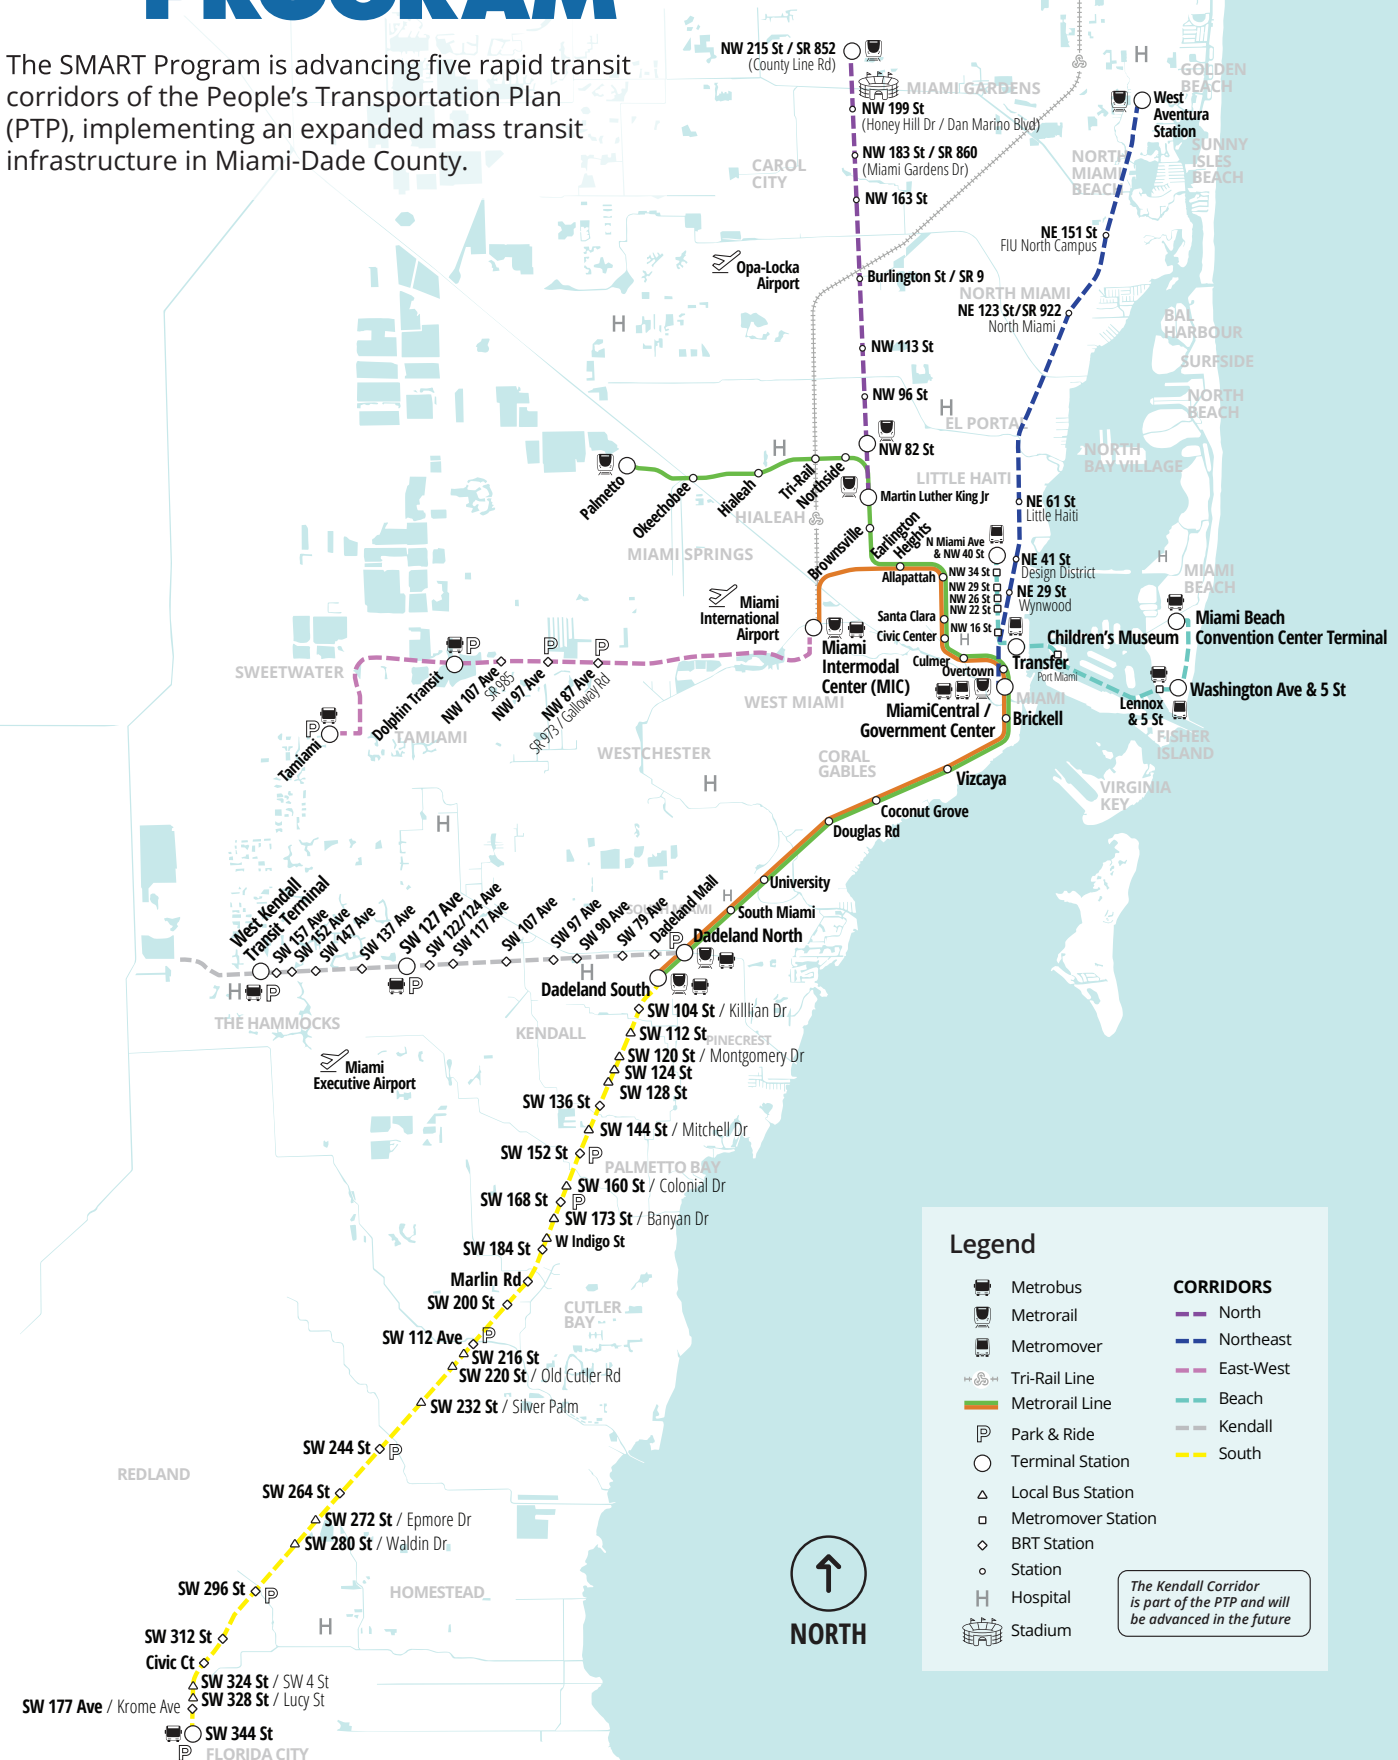 PROGRAM
The SMART Program is advancing five rapid transit
corridors of the People's Transportation Plan
(PTP), implementing an expanded mass transit
infrastructure in Miami-Dade County.
NW 215 St / SR 852
(County Line Rd)
MIAMI GARDENS
NW 199 St
(Honey Hill Dr / Dan Marino Blvd)
NW 183 St / SR 860
(Miami Gardens Dr)
NW 163 St
CAROL
CITY
H
GOLDEN
BEACH
West
Aventura
Station
SUNNY
ISLES
BEACH
NORTH
MIAMI
BEACH
NE 151 St
FIU North Campus
Opa-Locka
Airport
Burlington St / SR 9
NORTH MIAMI
NE 123 St/SR 922
North Miami
BAL
HARBOUR
SURFSIDE
H
NW 113 St
NW 96 St
H
EL PORTAL
NORTH
BEACH
NW 82 St
NORTH
BAY VILLAGE
H
Palmetto
Okeechobee
Hialeah
Tri-Rail
Northside
LITTLE HAITI
Martin Luther King Jr
NE 61 St
Little Haiti
HIALEAH
MIAMI SPRINGS
Brownsville
Earlington
Heights
N Miami Ave
& NW 40 St
NE 41 St
Design District
H
MIAMI
BEACH
Allapattah
NW 34 St
NW 29 St
NW 26 St
NW 22 St
NE 29 St
Wynwood
Miami
International
Airport
Santa Clara
Civic Center
NW 16 St
H
Miami Beach
Convention Center Terminal
Children's Museum
Miami
Intermodal
Center (MIC)
Culmer
Overtown
Transfer
Port Miami
SWEETWATER
Dolphin Transit
P
NW 107 Ave
SR 985
P
NW 97 Ave
P
NW 87 Ave
SR 973 / Galloway Rd
WEST MIAMI
MiamiCentral /
Government Center
MIAMI
Brickell
Washington Ave & 5 St
Lennox
& 5 St
FISHER
ISLAND
P
Tamiami
TAMIAMI
WESTCHESTER
CORAL
GABLES
Vizcaya
VIRGINIA
KEY
H
Coconut Grove
H
Douglas Rd
University
West Kendall
Transit Terminal
SW 157 Ave
SW 152 Ave
SW 147 Ave
SW 137 Ave
SW 127 Ave
SW 122/124 Ave
SW 117 Ave
SW 107 Ave
SW 97 Ave
SW 90 Ave
SW 79 Ave
Dadeland Mall
SOUTH MIAMI
H
South Miami
P
Dadeland North
H
P
P
H
Dadeland South
THE HAMMOCKS
KENDALL
SW 104 St / Killlian Dr
SW 112 St
PINECREST
SW 120 St / Montgomery Dr
SW 124 St
SW 128 St
Miami
Executive Airport
SW 136 St
SW 144 St / Mitchell Dr
SW 152 St
P
PALMETTO BAY
SW 160 St / Colonial Dr
SW 168 St
P
SW 173 St / Banyan Dr
W Indigo St
SW 184 St
Marlin Rd
SW 200 St
CUTLER
BAY
SW 112 Ave
P
SW 216 St
SW 220 St / Old Cutler Rd
SW 232 St / Silver Palm
SW 244 St
P
REDLAND
SW 264 St
SW 272 St / Epmore Dr
SW 280 St / Waldin Dr
SW 296 St
P
HOMESTEAD
H
SW 312 St
Civic Ct
SW 324 St / SW 4 St
SW 328 St / Lucy St
SW 177 Ave / Krome Ave
SW 344 St
P
FLORIDA CITY
NORTH
Legend
Metrobus
Metrorail
Metromover
Tri-Rail Line
Metrorail Line
P Park & Ride
Terminal Station
Local Bus Station
Metromover Station
BRT Station
Station
H Hospital
Stadium
CORRIDORS
North
Northeast
East-West
Beach
Kendall
South
The Kendall Corridor
is part of the PTP and will
be advanced in the future